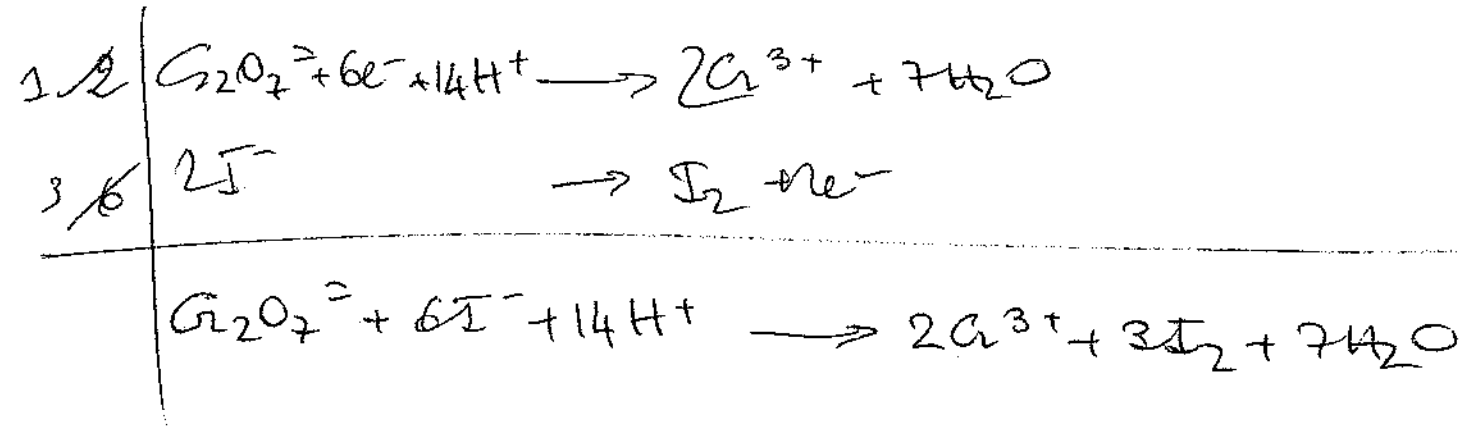 1 2 | Cr₂O₇⁼ + 6e⁻ + 14H⁺ → 2Cr³⁺ + 7H₂O
3 6 | 2I⁻ → I₂ + 2e⁻
Cr₂O₇⁼ + 6I⁻ + 14H⁺ → 2Cr³⁺ + 3I₂ + 7H₂O